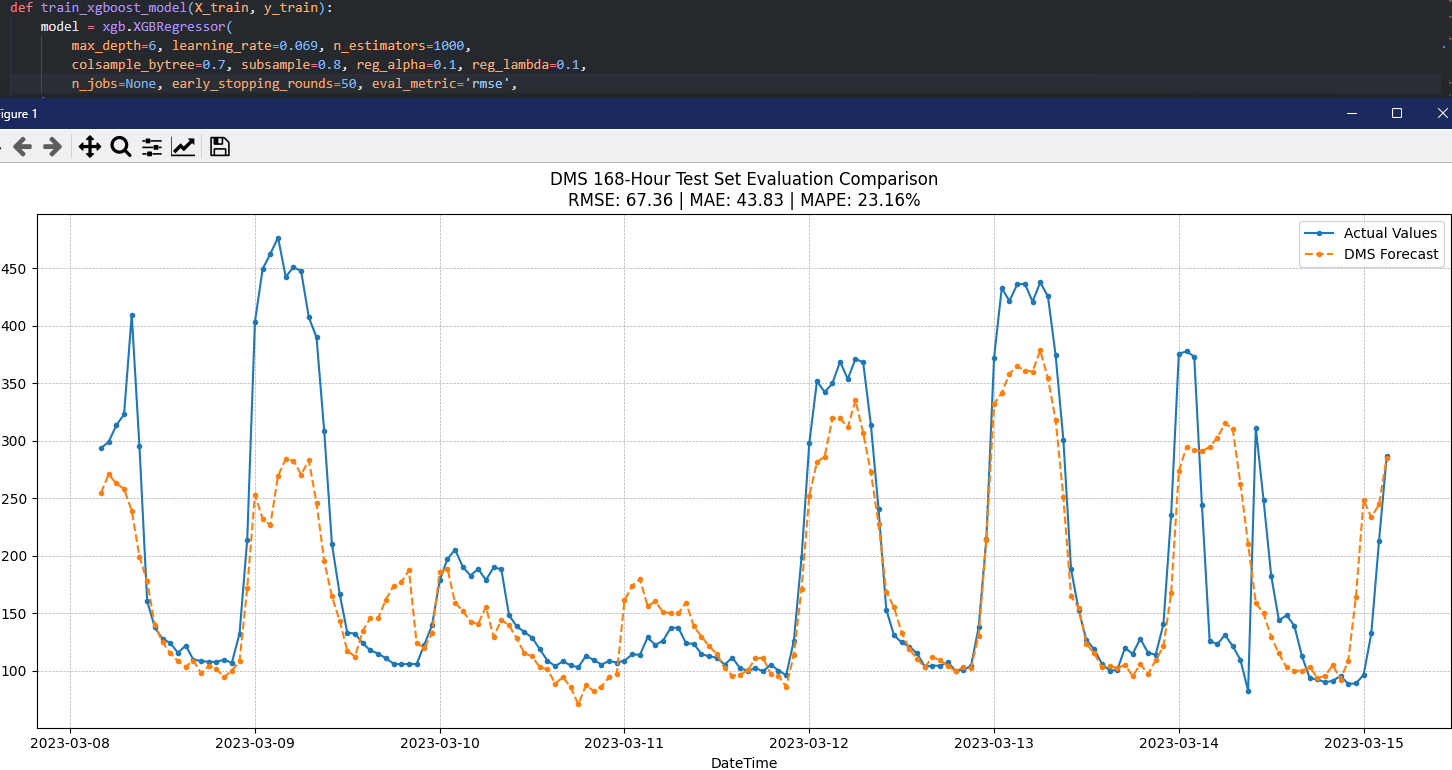 def train_xgboost_model(X_train, y_train):
model = xgb.XGBRegressor(
max_depth=6, learning_rate=0.069, n_estimators=1000,
colsample_bytree=0.7, subsample=0.8, reg_alpha=0.1, reg_lambda=0.1,
n_jobs=None, early_stopping_rounds=50, eval_metric='rmse',
igure 1
DMS 168-Hour Test Set Evaluation Comparison
RMSE: 67.36 | MAE: 43.83 | MAPE: 23.16%
Actual Values
DMS Forecast
450
400
350
300
250
200
150
100
2023-03-08 2023-03-09 2023-03-10 2023-03-11 2023-03-12 2023-03-13 2023-03-14 2023-03-15
DateTime